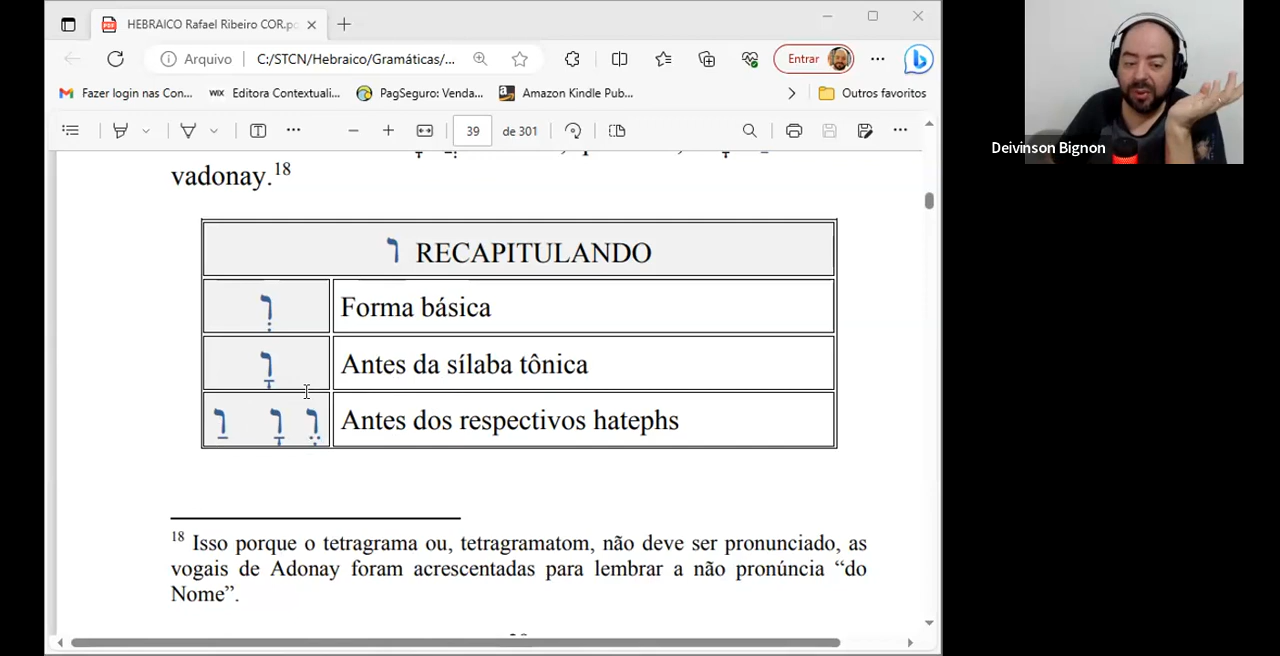 HEBRAICO Rafael Ribeiro COR.pd
Arquivo C:/STCN/Hebraico/Gramáticas/... Entrar
Fazer login nas Con... WIX Editora Contextuali... PagSeguro: Venda... Amazon Kindle Pub... Outros favoritos
39 de 301
Deivinson Bignon
vadonay.18
ו RECAPITULANDO
וְ Forma básica
וָ Antes da sílaba tônica
וֶ וָ וַ Antes dos respectivos hatephs
18 Isso porque o tetragrama ou, tetragramatom, não deve ser pronunciado, as
vogais de Adonay foram acrescentadas para lembrar a não pronúncia “do
Nome”.